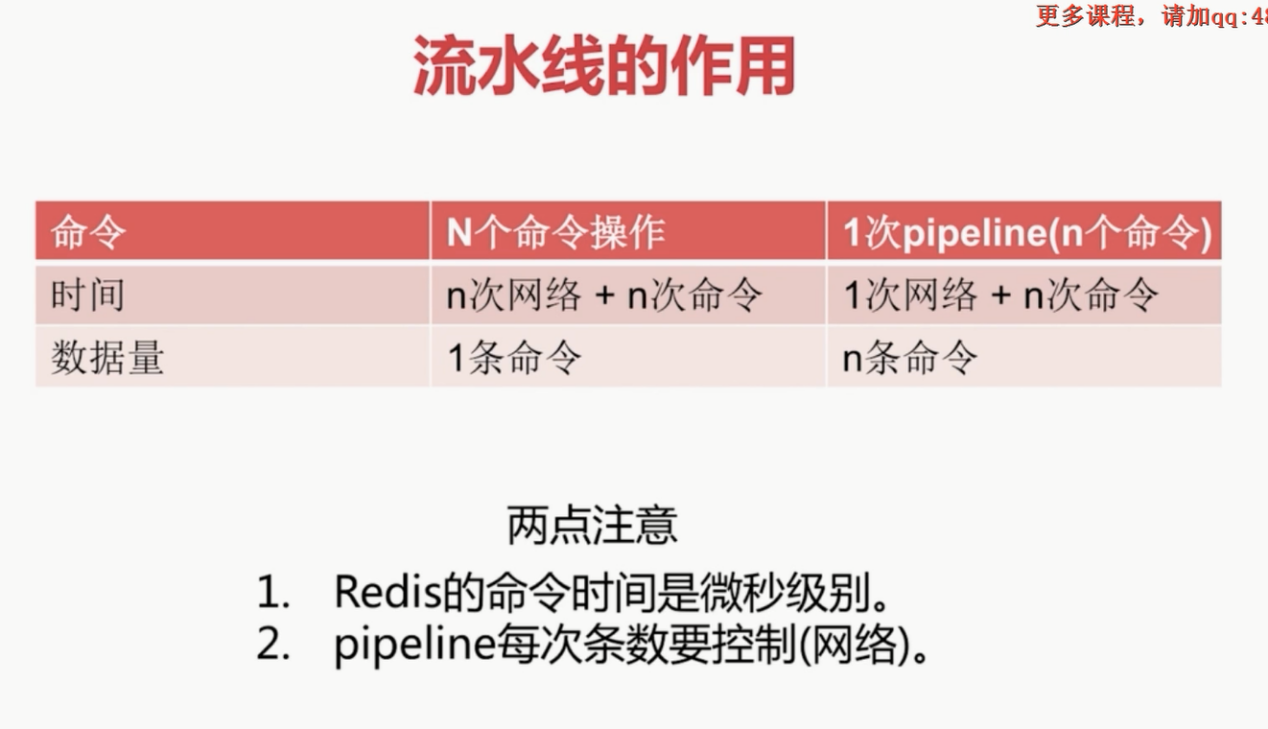 更多课程，请加qq:48
流水线的作用
命令 N个命令操作 1次pipeline(n个命令)
时间 n次网络 + n次命令 1次网络 + n次命令
数据量 1条命令 n条命令
两点注意
1. Redis的命令时间是微秒级别。
2. pipeline每次条数要控制(网络)。